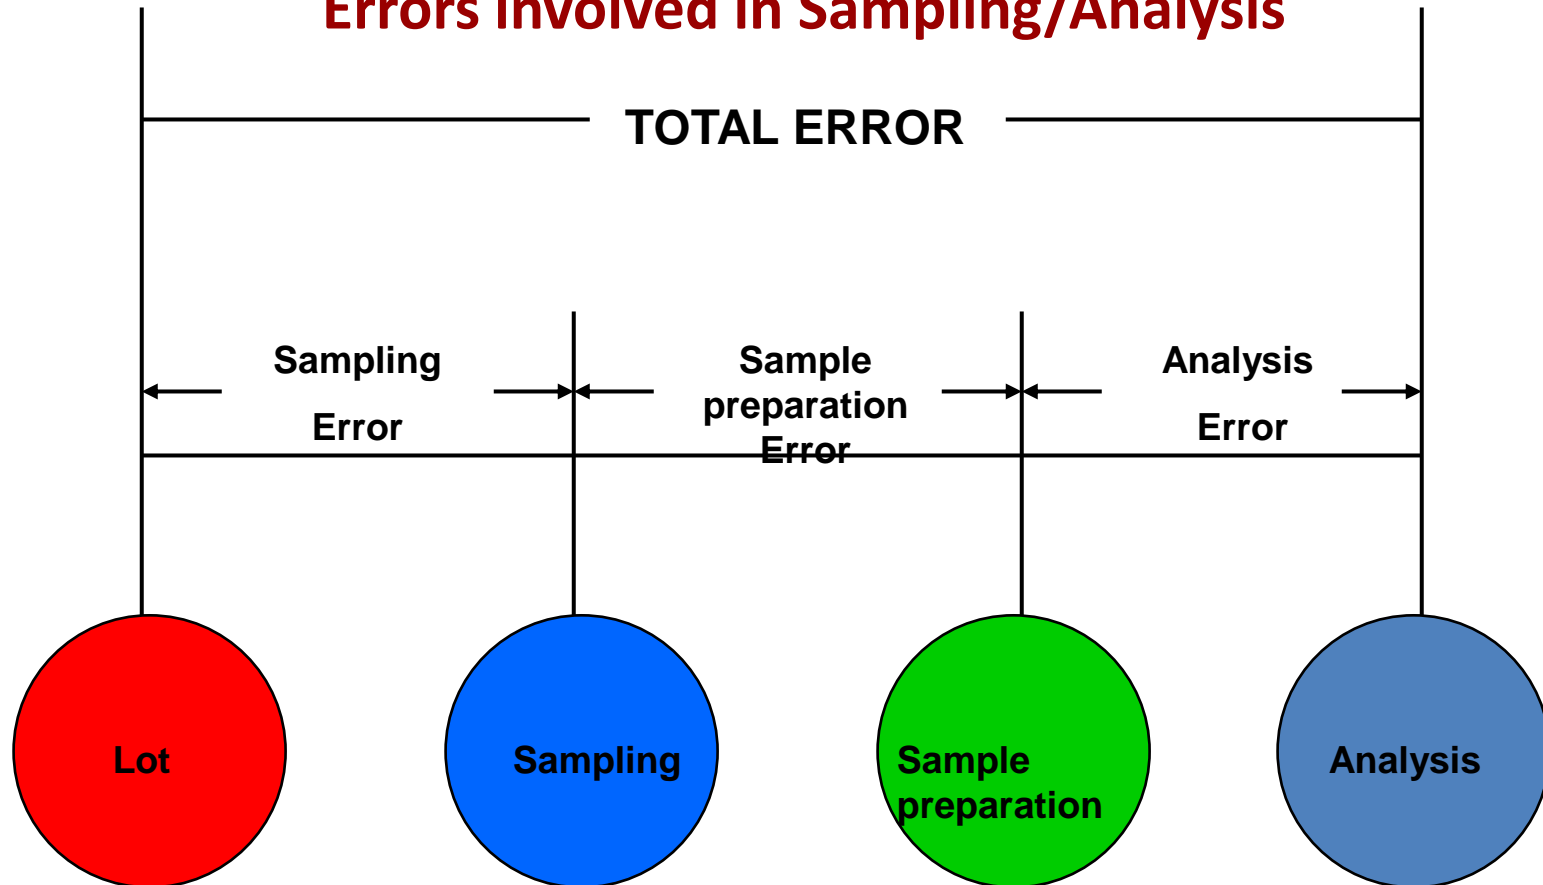 Errors Involved in Sampling/Analysis
TOTAL ERROR
Sampling
Error
Sample
preparation
Error
Analysis
Error
Lot
Sampling
Sample
preparation
Analysis